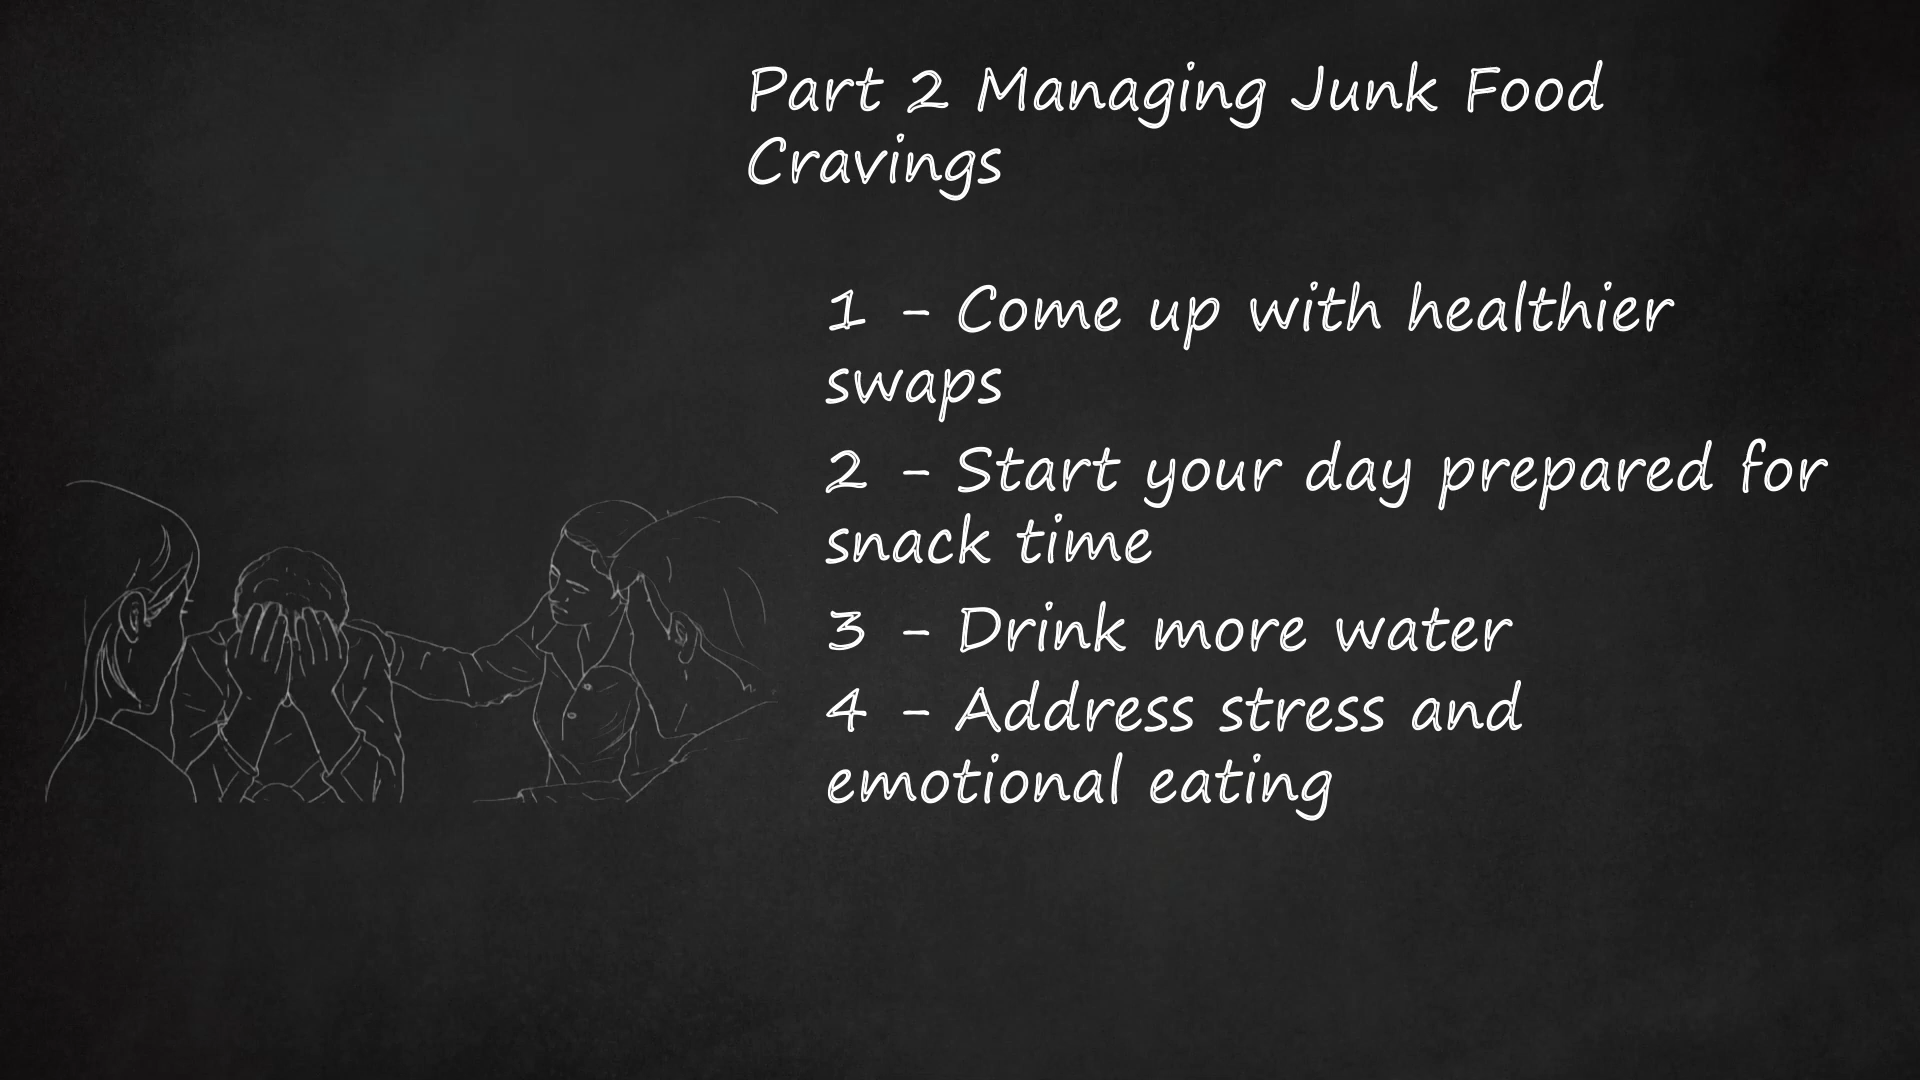 Part 2 Managing Junk Food
Cravings
1 - Come up with healthier
swaps
2 - Start your day prepared for
snack time
3 - Drink more water
4 - Address stress and
emotional eating